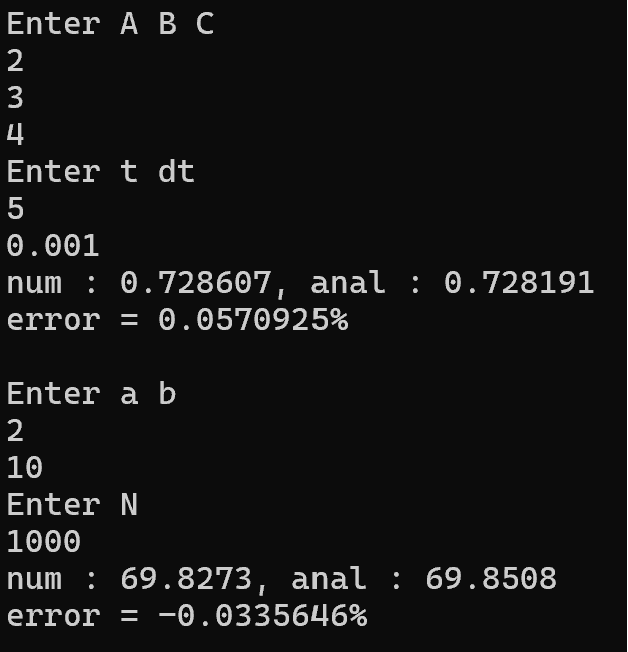 Enter A B C
2
3
4
Enter t dt
5
0.001
num : 0.728607, anal : 0.728191
error = 0.0570925%
Enter a b
2
10
Enter N
1000
num : 69.8273, anal : 69.8508
error = -0.0335646%